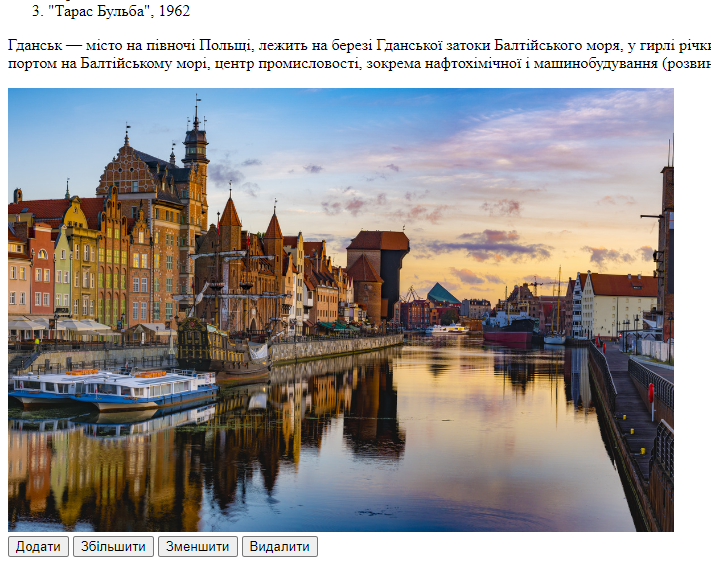 3. "Тарас Бульба", 1962
Гданськ — місто на півночі Польщі, лежить на березі Гданської затоки Балтійського моря, у гирлі річки
портом на Балтійському морі, центр промисловості, зокрема нафтохімічної і машинобудування (розвин
Додати Збільшити Зменшити Видалити